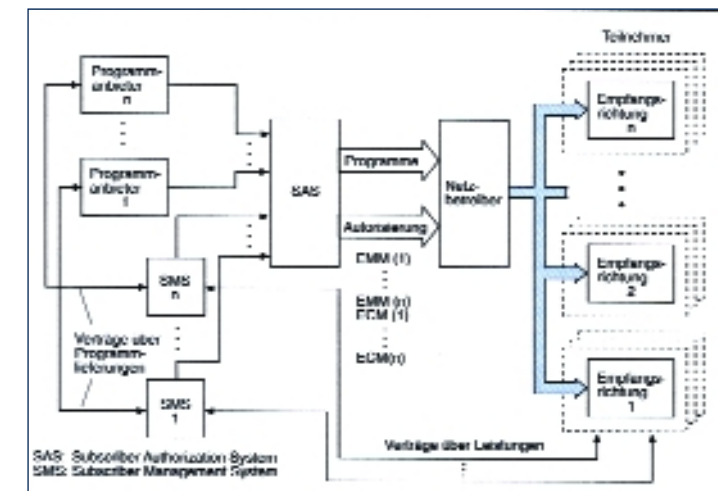 Teilnehmer
Programm-
anbieter
n
Empfangs-
richtung
n
Programm-
anbieter
1
SAS
Programme
Netz-
betreiber
Autorisierung
EMM (1)
EMM (n)
ECM (1)
ECM(n)
SMS
n
Empfangs-
richtung
2
Verträge über
Programm-
lieferungen
SMS
1
Empfangs-
richtung
1
Verträge über Leistungen
SAS: Subscriber Authorization System
SMS: Subscriber Management System